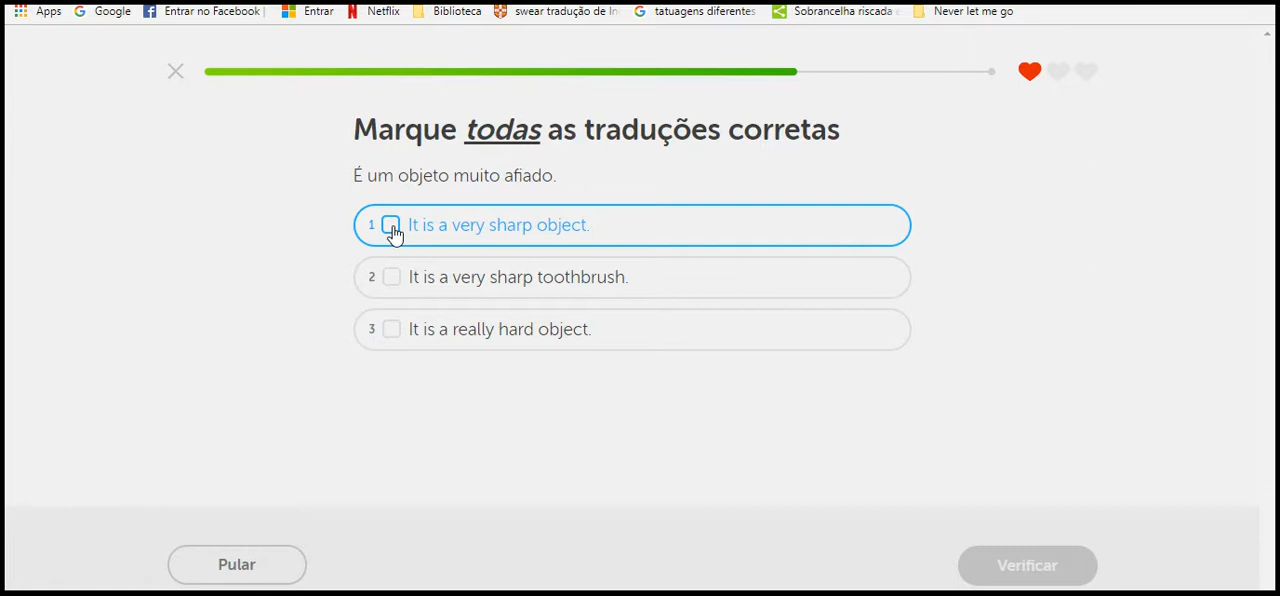 Apps Google Entrar no Facebook | Entrar Netflix Biblioteca swear tradução de In tatuagens diferentes Sobrancelha riscada e Never let me go
Marque todas as traduções corretas
É um objeto muito afiado.
1 It is a very sharp object.
2 It is a very sharp toothbrush.
3 It is a really hard object.
Pular Verificar